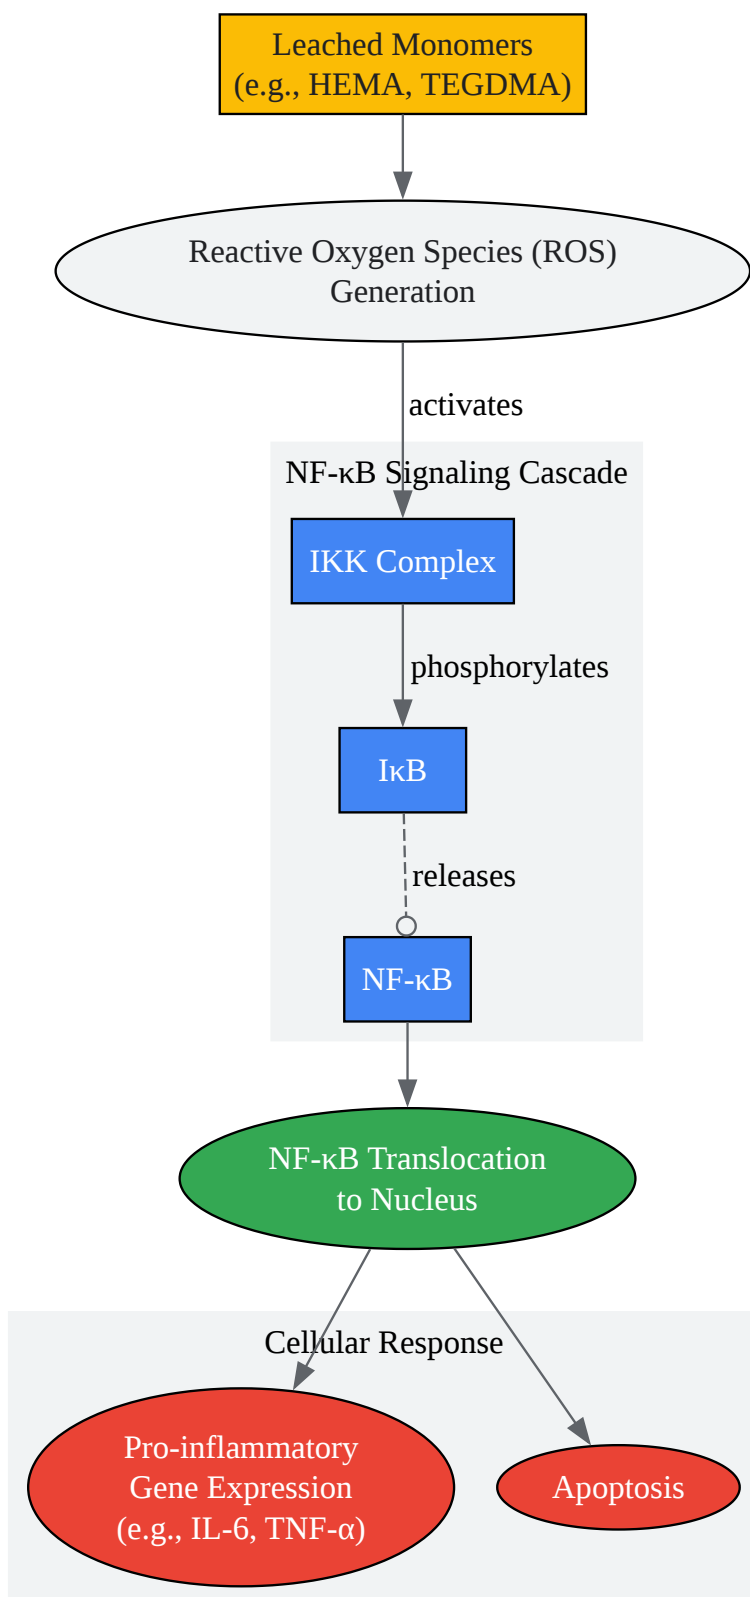 Leached Monomers
(e.g., HEMA, TEGDMA)
Reactive Oxygen Species (ROS)
Generation
activates
NF-κB Signaling Cascade
IKK Complex
phosphorylates
IκB
releases
NF-κB
NF-κB Translocation
to Nucleus
Cellular Response
Pro-inflammatory
Gene Expression
(e.g., IL-6, TNF-α)
Apoptosis